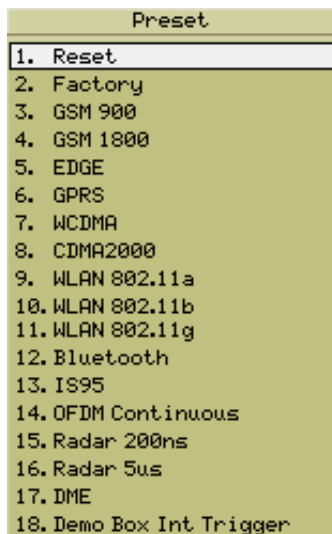 Preset
1. Reset
2. Factory
3. GSM 900
4. GSM 1800
5. EDGE
6. GPRS
7. WCDMA
8. CDMA2000
9. WLAN 802.11a
10. WLAN 802.11b
11. WLAN 802.11g
12. Bluetooth
13. IS95
14. OFDM Continuous
15. Radar 200ns
16. Radar 5us
17. DME
18. Demo Box Int Trigger